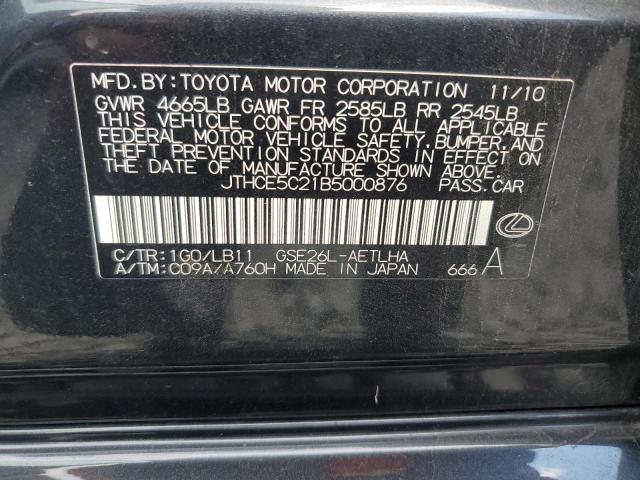 MFD. BY: TOYOTA MOTOR CORPORATION 11/10
GVWR 4665LB GAWR FR 2585LB RR 2545LB
THIS VEHICLE CONFORMS TO ALL APPLICABLE
FEDERAL MOTOR VEHICLE SAFETY, BUMPER, AND
THEFT PREVENTION STANDARDS IN EFFECT ON
THE DATE OF MANUFACTURE SHOWN ABOVE.
JTHCE5C21B5000876 PASS. CAR
C/TR: 1G0/LB11 GSE26L-AETLHA
A/TM: C09A/A760H MADE IN JAPAN 666 A